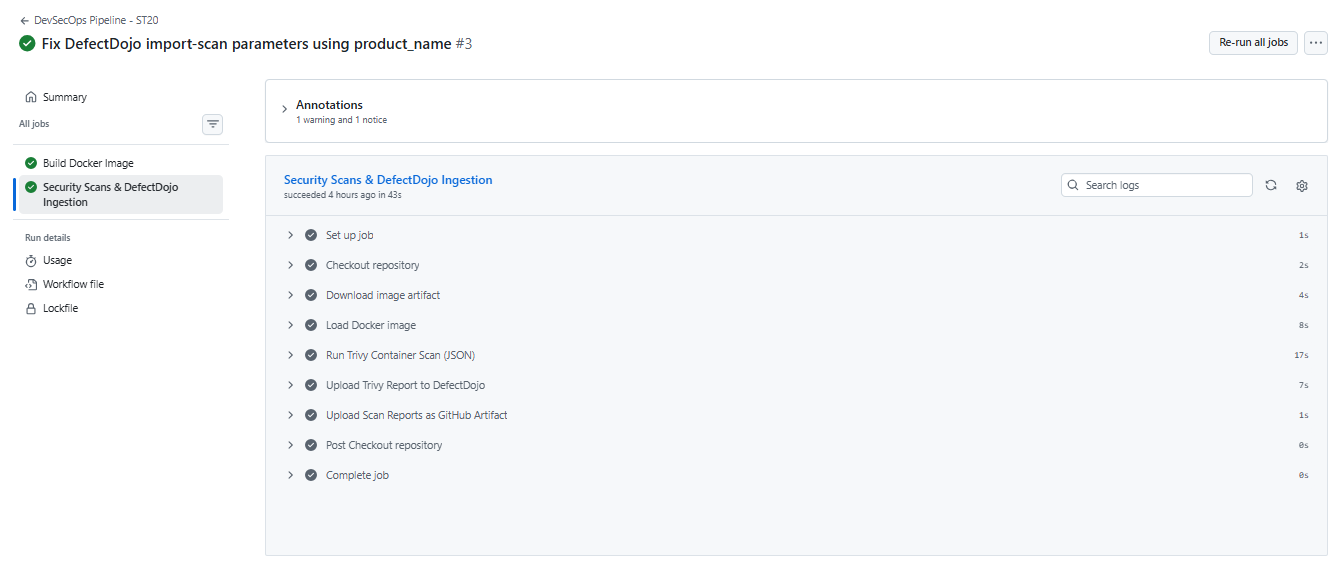 ← DevSecOps Pipeline - ST20
Fix DefectDojo import-scan parameters using product_name #3
Re-run all jobs
Summary
All jobs
Build Docker Image
Security Scans & DefectDojo
Ingestion
Run details
Usage
Workflow file
Lockfile
Annotations
1 warning and 1 notice
Security Scans & DefectDojo Ingestion
succeeded 4 hours ago in 43s
Search logs
Set up job 1s
Checkout repository 2s
Download image artifact 4s
Load Docker image 8s
Run Trivy Container Scan (JSON) 17s
Upload Trivy Report to DefectDojo 7s
Upload Scan Reports as GitHub Artifact 1s
Post Checkout repository 0s
Complete job 0s